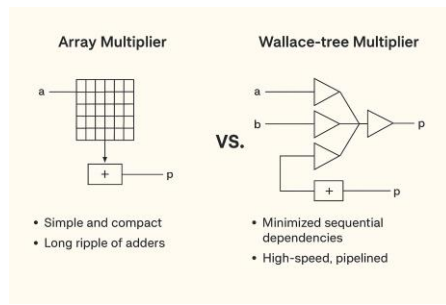 Array Multiplier
a
+
p
• Simple and compact
• Long ripple of adders
VS.
Wallace-tree Multiplier
a
b
p
+
p
• Minimized sequential
dependencies
• High-speed, pipelined